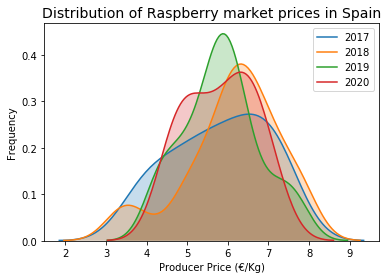 Distribution of Raspberry market prices in Spain
2017
2018
2019
2020
Frequency
0.4
0.3
0.2
0.1
0.0
2 3 4 5 6 7 8 9
Producer Price (€/Kg)